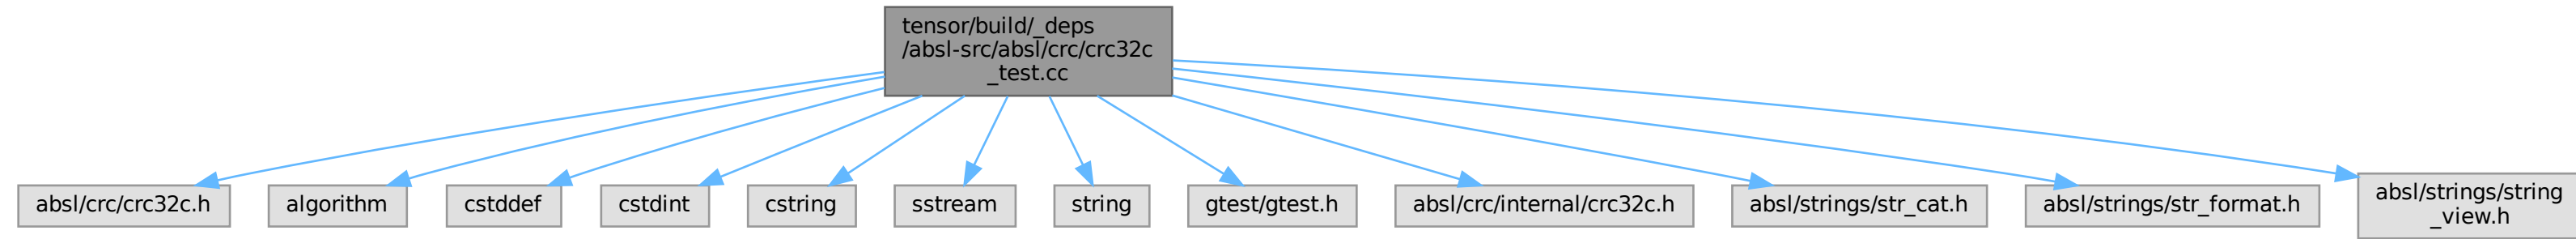 tensor/build/_deps
/absl-src/absl/crc/crc32c
_test.cc
absl/crc/crc32c.h
algorithm
cstddef
cstdint
cstring
sstream
string
gtest/gtest.h
absl/crc/internal/crc32c.h
absl/strings/str_cat.h
absl/strings/str_format.h
absl/strings/string
_view.h